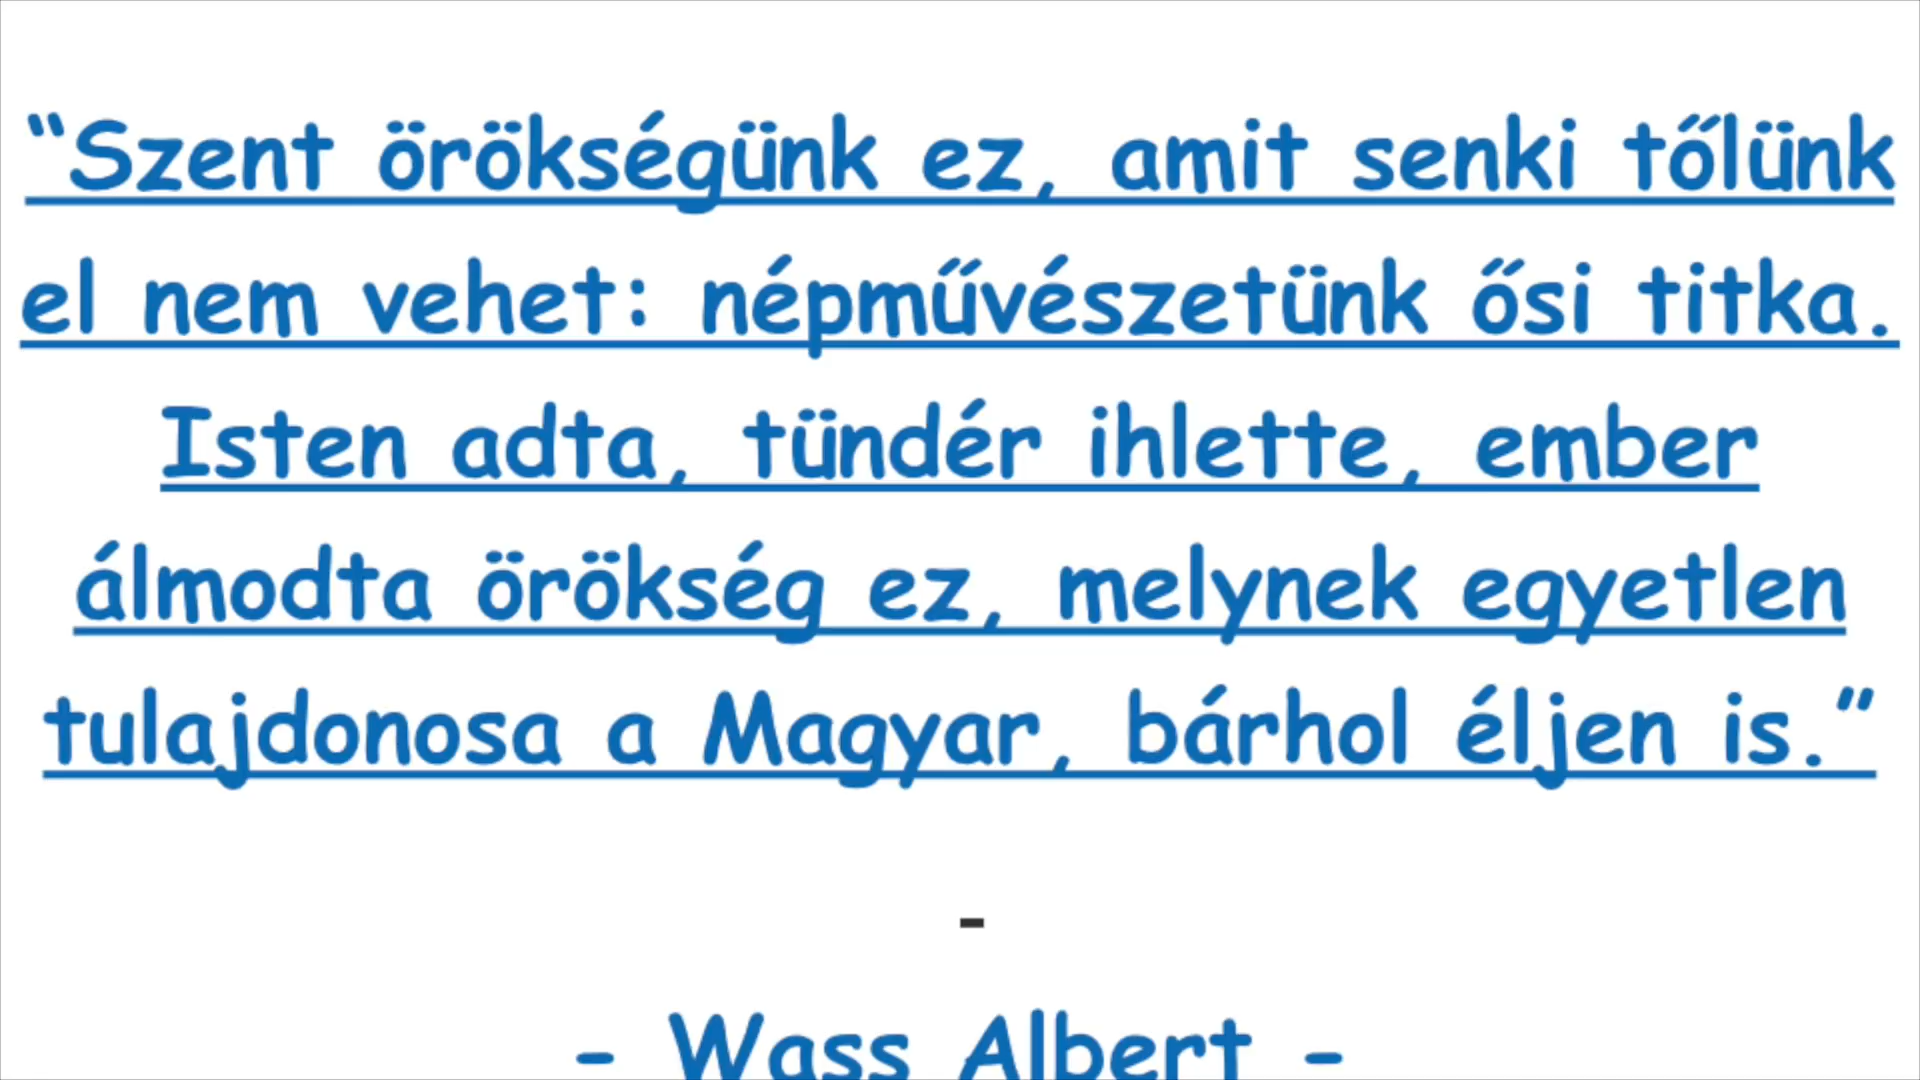 “Szent örökségünk ez, amit senki tőlünk
el nem vehet: népművészetünk ősi titka.
Isten adta, tündér ihlette, ember
álmodta örökség ez, melynek egyetlen
tulajdonosa a Magyar, bárhol éljen is.”
-
– Wass Albert –